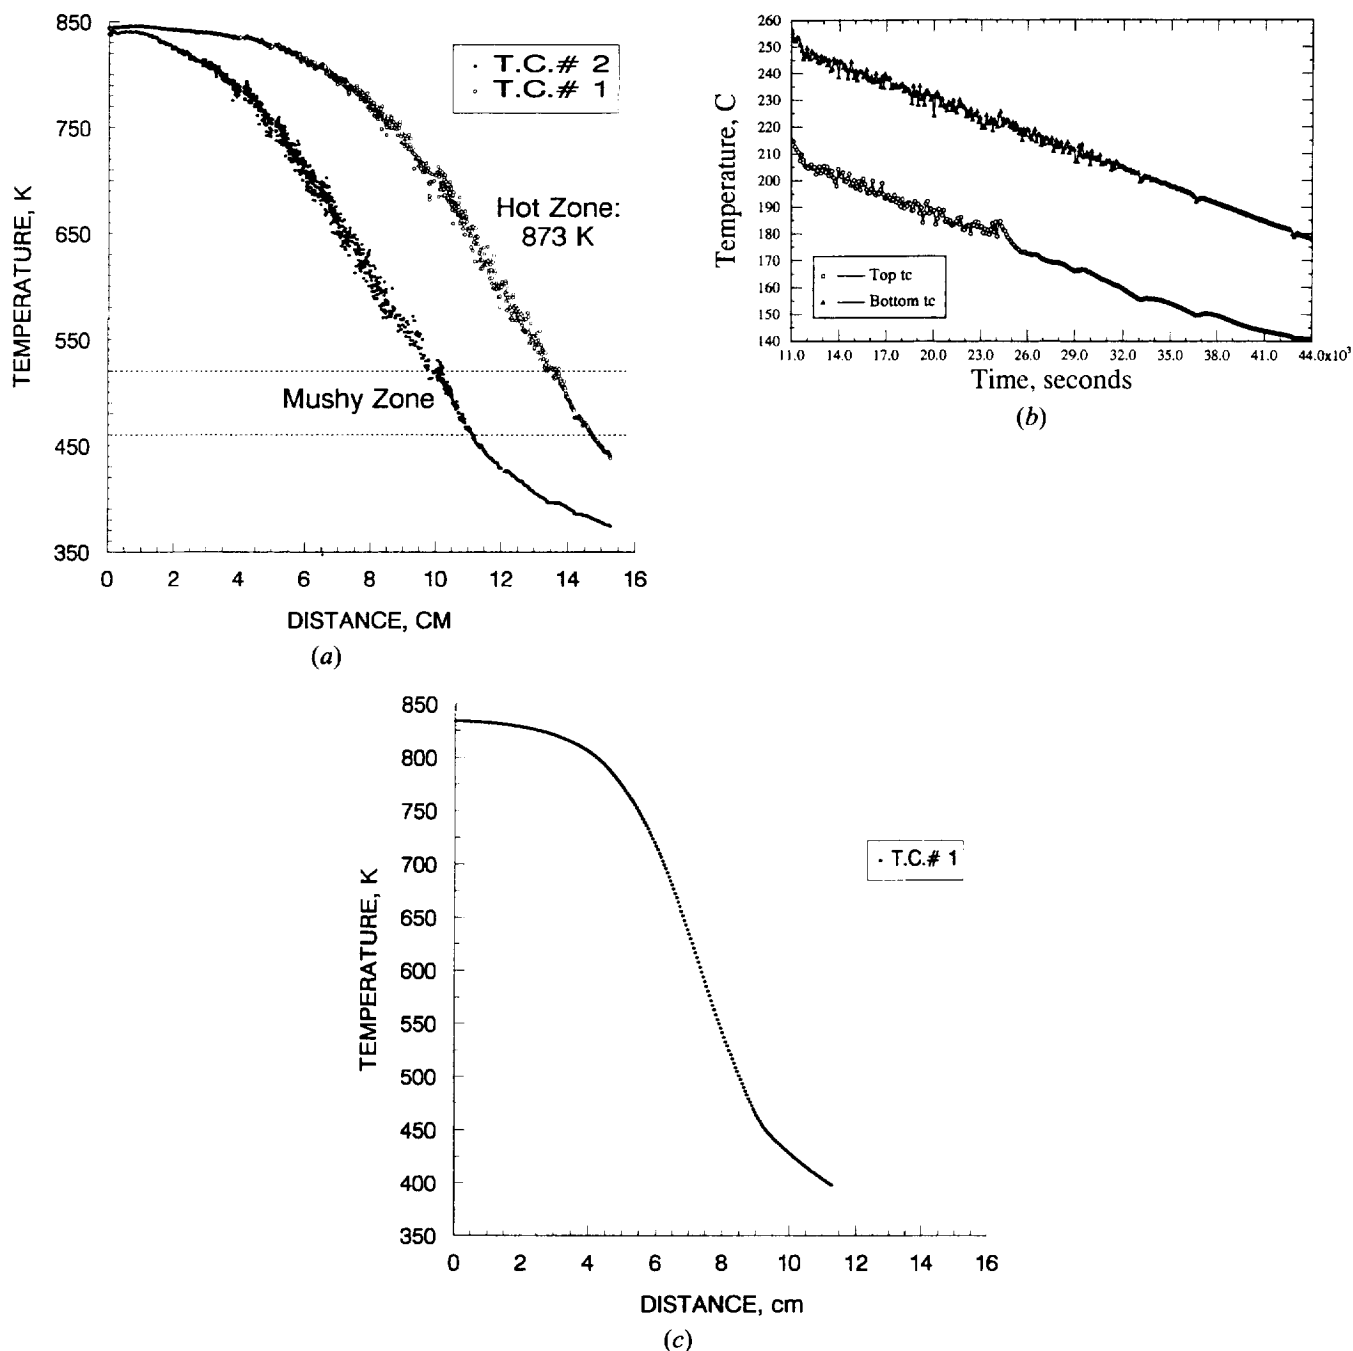 (a)
TEMPERATURE, K
850
750
650
550
450
350
T.C.# 2
T.C.# 1
Hot Zone:
873 K
Mushy Zone
0 2 4 6 8 10 12 14 16
DISTANCE, CM
(a)
Temperature, C
260
250
240
230
220
210
200
190
180
170
160
150
140
Top tc
Bottom tc
11.0 14.0 17.0 20.0 23.0 26.0 29.0 32.0 35.0 38.0 41.0 44.0x10³
Time, seconds
(b)
TEMPERATURE, K
850
800
750
700
650
600
550
500
450
400
350
T.C.# 1
0 2 4 6 8 10 12 14 16
DISTANCE, cm
(c)